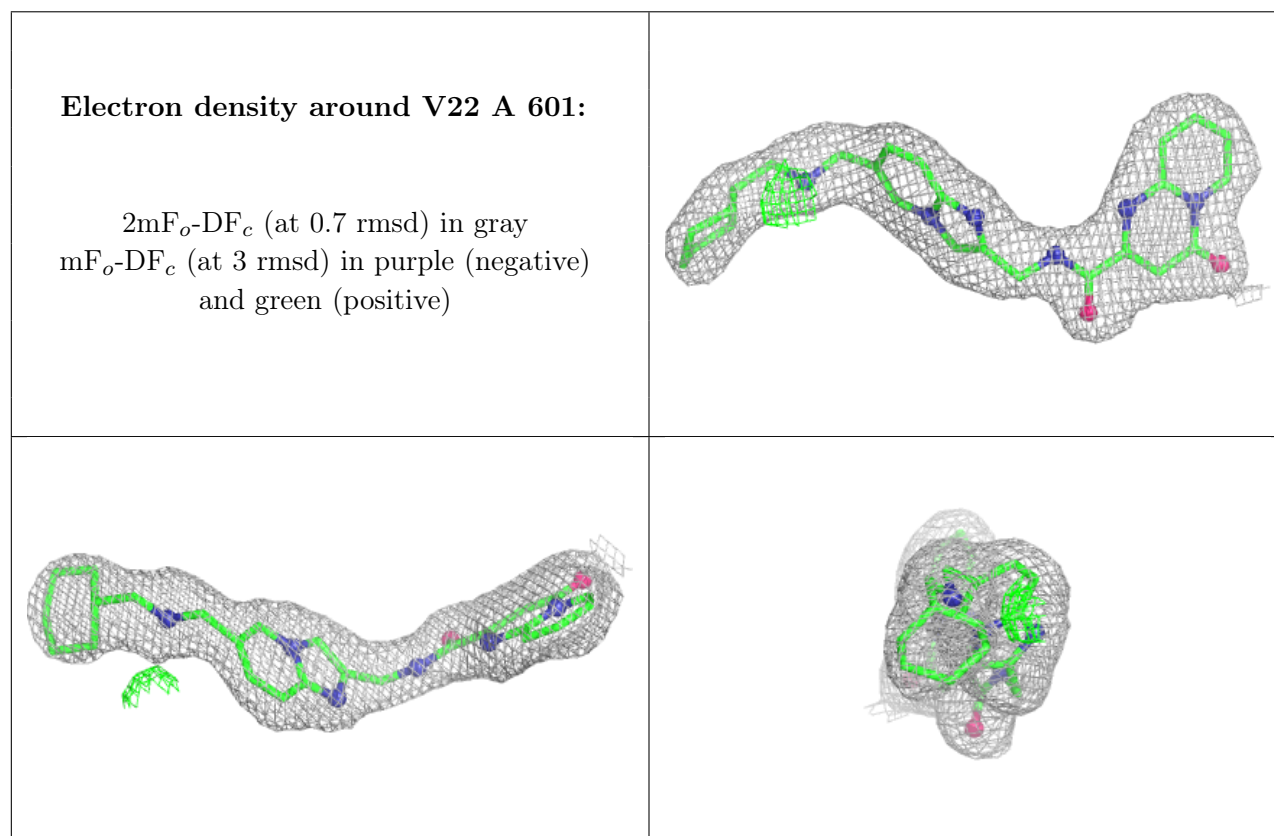 Electron density around V22 A 601:
2mFo-DFc (at 0.7 rmsd) in gray
mFo-DFc (at 3 rmsd) in purple (negative)
and green (positive)